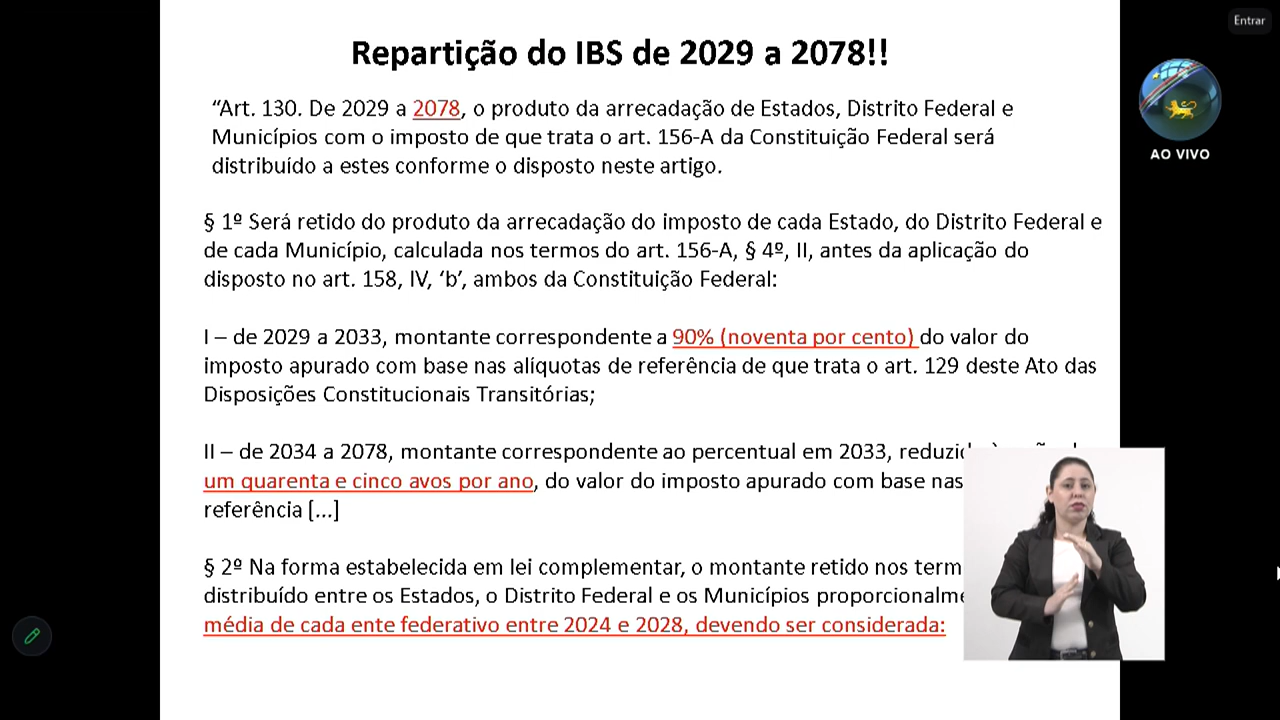 Entrar
Repartição do IBS de 2029 a 2078!!
“Art. 130. De 2029 a 2078, o produto da arrecadação de Estados, Distrito Federal e
Municípios com o imposto de que trata o art. 156-A da Constituição Federal será
distribuído a estes conforme o disposto neste artigo.
AO VIVO
§ 1º Será retido do produto da arrecadação do imposto de cada Estado, do Distrito Federal e
de cada Município, calculada nos termos do art. 156-A, § 4º, II, antes da aplicação do
disposto no art. 158, IV, ‘b’, ambos da Constituição Federal:
I – de 2029 a 2033, montante correspondente a 90% (noventa por cento) do valor do
imposto apurado com base nas alíquotas de referência de que trata o art. 129 deste Ato das
Disposições Constitucionais Transitórias;
II – de 2034 a 2078, montante correspondente ao percentual em 2033,
um quarenta e cinco avos por ano, do valor do imposto apurado com base nas
referência [...]
§ 2º Na forma estabelecida em lei complementar, o montante retido nos
distribuído entre os Estados, o Distrito Federal e os Municípios
média de cada ente federativo entre 2024 e 2028, devendo ser considerada: